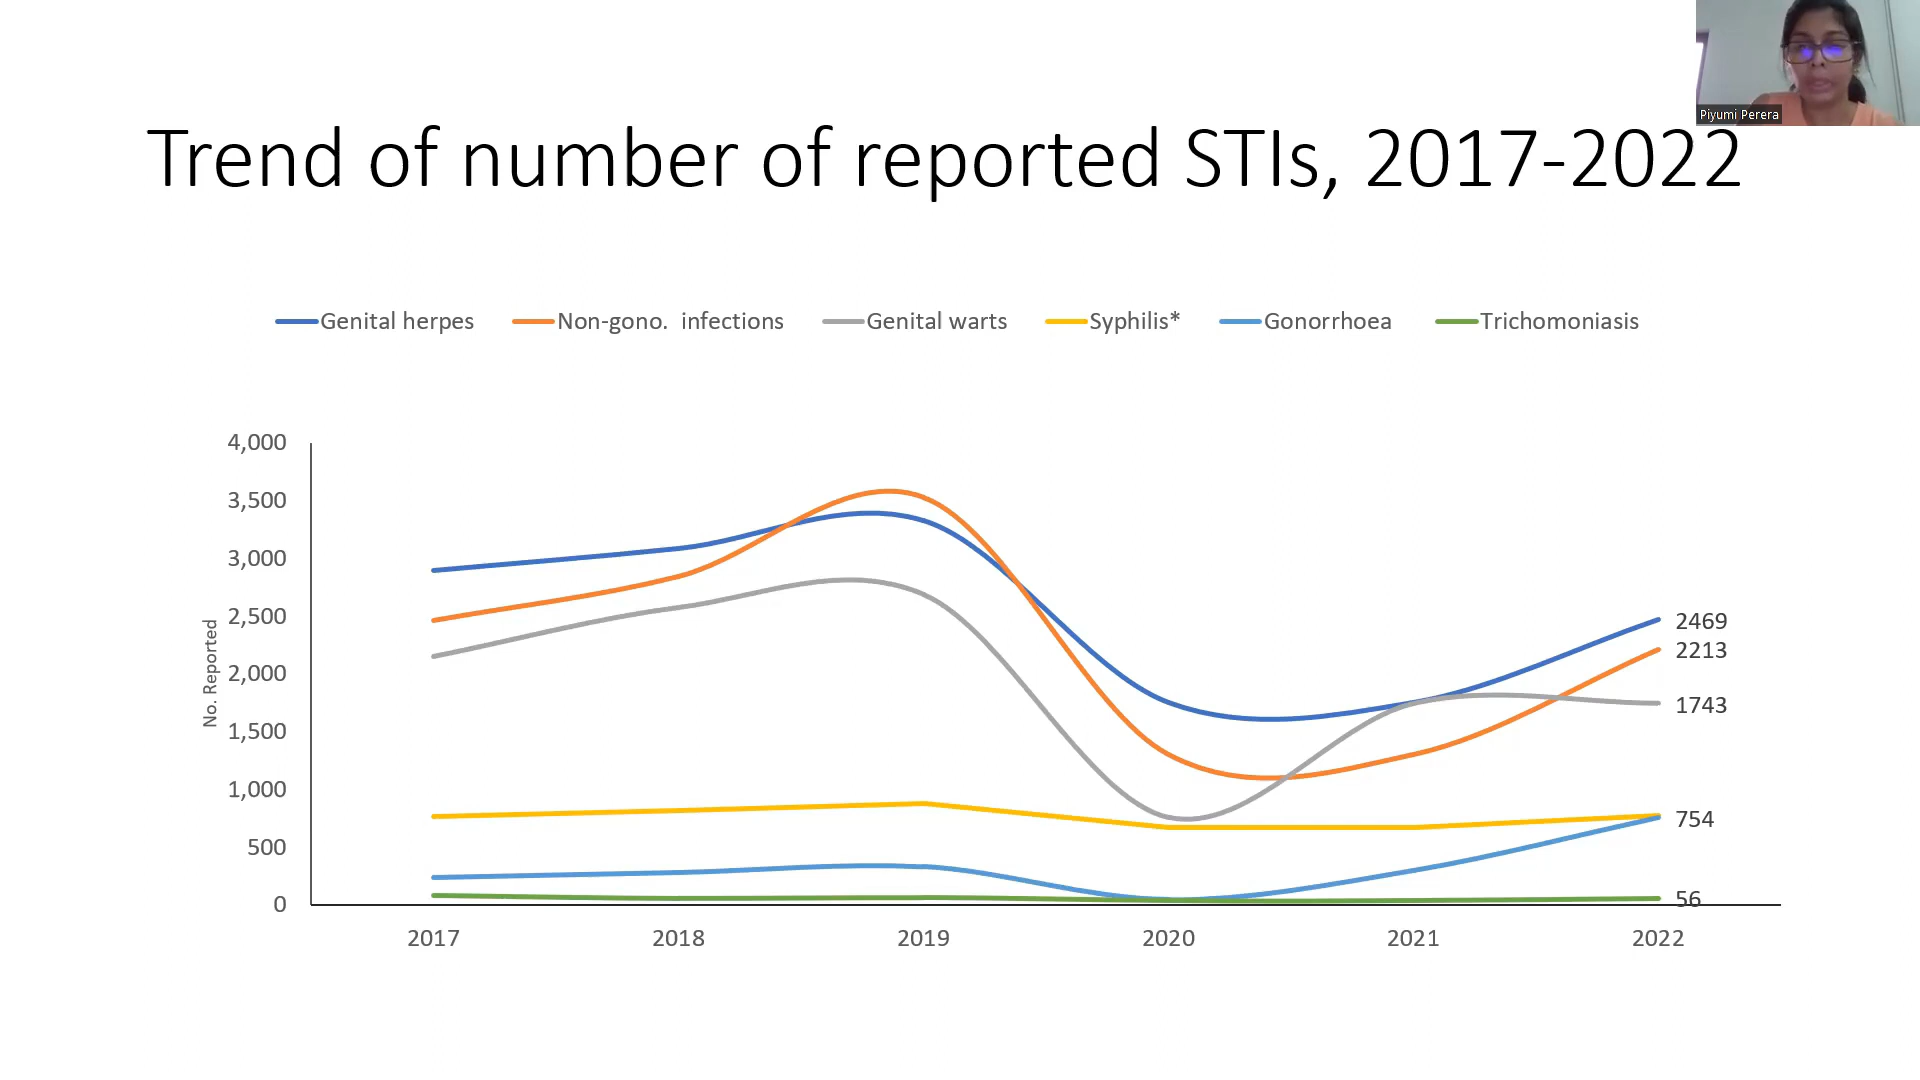 Piyumi Perera
Trend of number of reported STIs, 2017-2022
Genital herpes Non-gono. infections Genital warts Syphilis* Gonorrhoea Trichomoniasis
No. Reported
4,000
3,500
3,000
2,500
2,000
1,500
1,000
500
0
2469
2213
1743
754
56
2017 2018 2019 2020 2021 2022